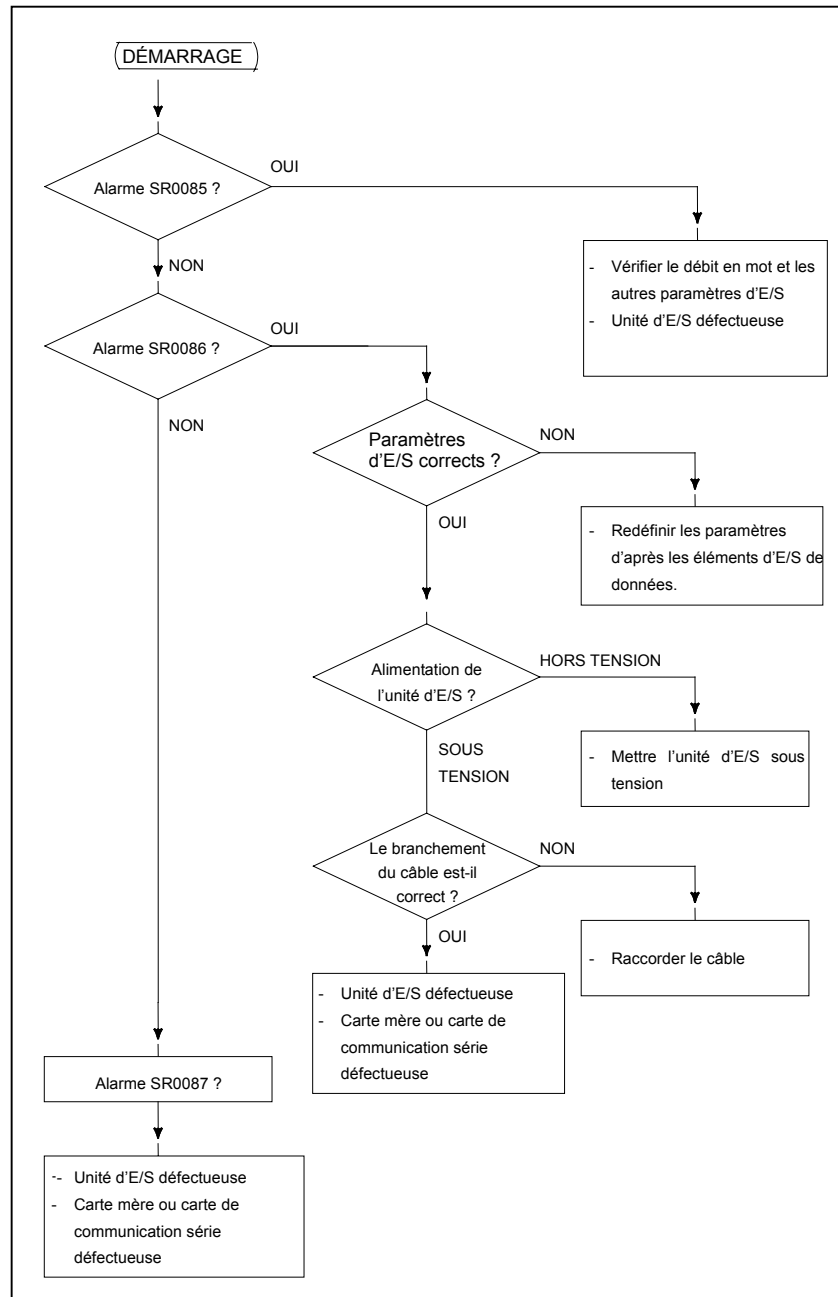 DÉMARRAGE
Alarme SR0085 ?
OUI
- Vérifier le débit en mot et les
autres paramètres d'E/S
- Unité d'E/S défectueuse
NON
Alarme SR0086 ?
OUI
NON
Paramètres
d'E/S corrects ?
NON
- Redéfinir les paramètres
d'après les éléments d'E/S de
données.
OUI
Alimentation de
l'unité d'E/S ?
HORS TENSION
- Mettre l'unité d'E/S sous
tension
SOUS
TENSION
Le branchement
du câble est-il
correct ?
NON
- Raccorder le câble
OUI
- Unité d'E/S défectueuse
- Carte mère ou carte de
communication série
défectueuse
Alarme SR0087 ?
-- Unité d'E/S défectueuse
- Carte mère ou carte de
communication série
défectueuse